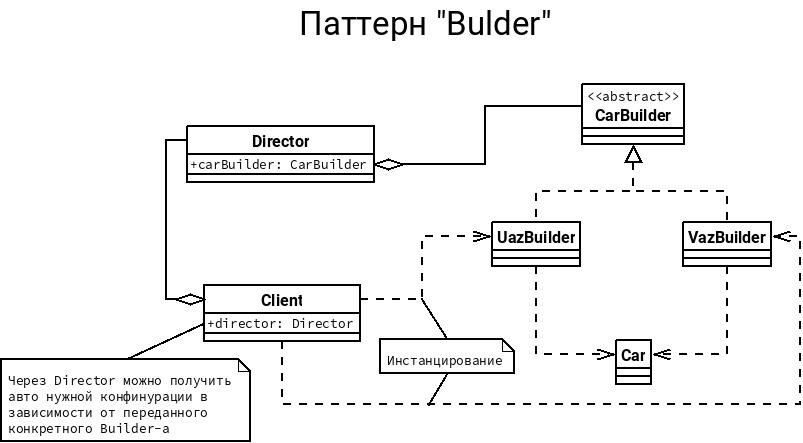 Паттерн "Bulder"
<<abstract>>
CarBuilder
Director
+carBuilder: CarBuilder
UazBuilder
VazBuilder
Client
+director: Director
Инстанцирование
Car
Через Director можно получить
авто нужной конфинурации в
зависимости от переданного
конкретного Builder-а